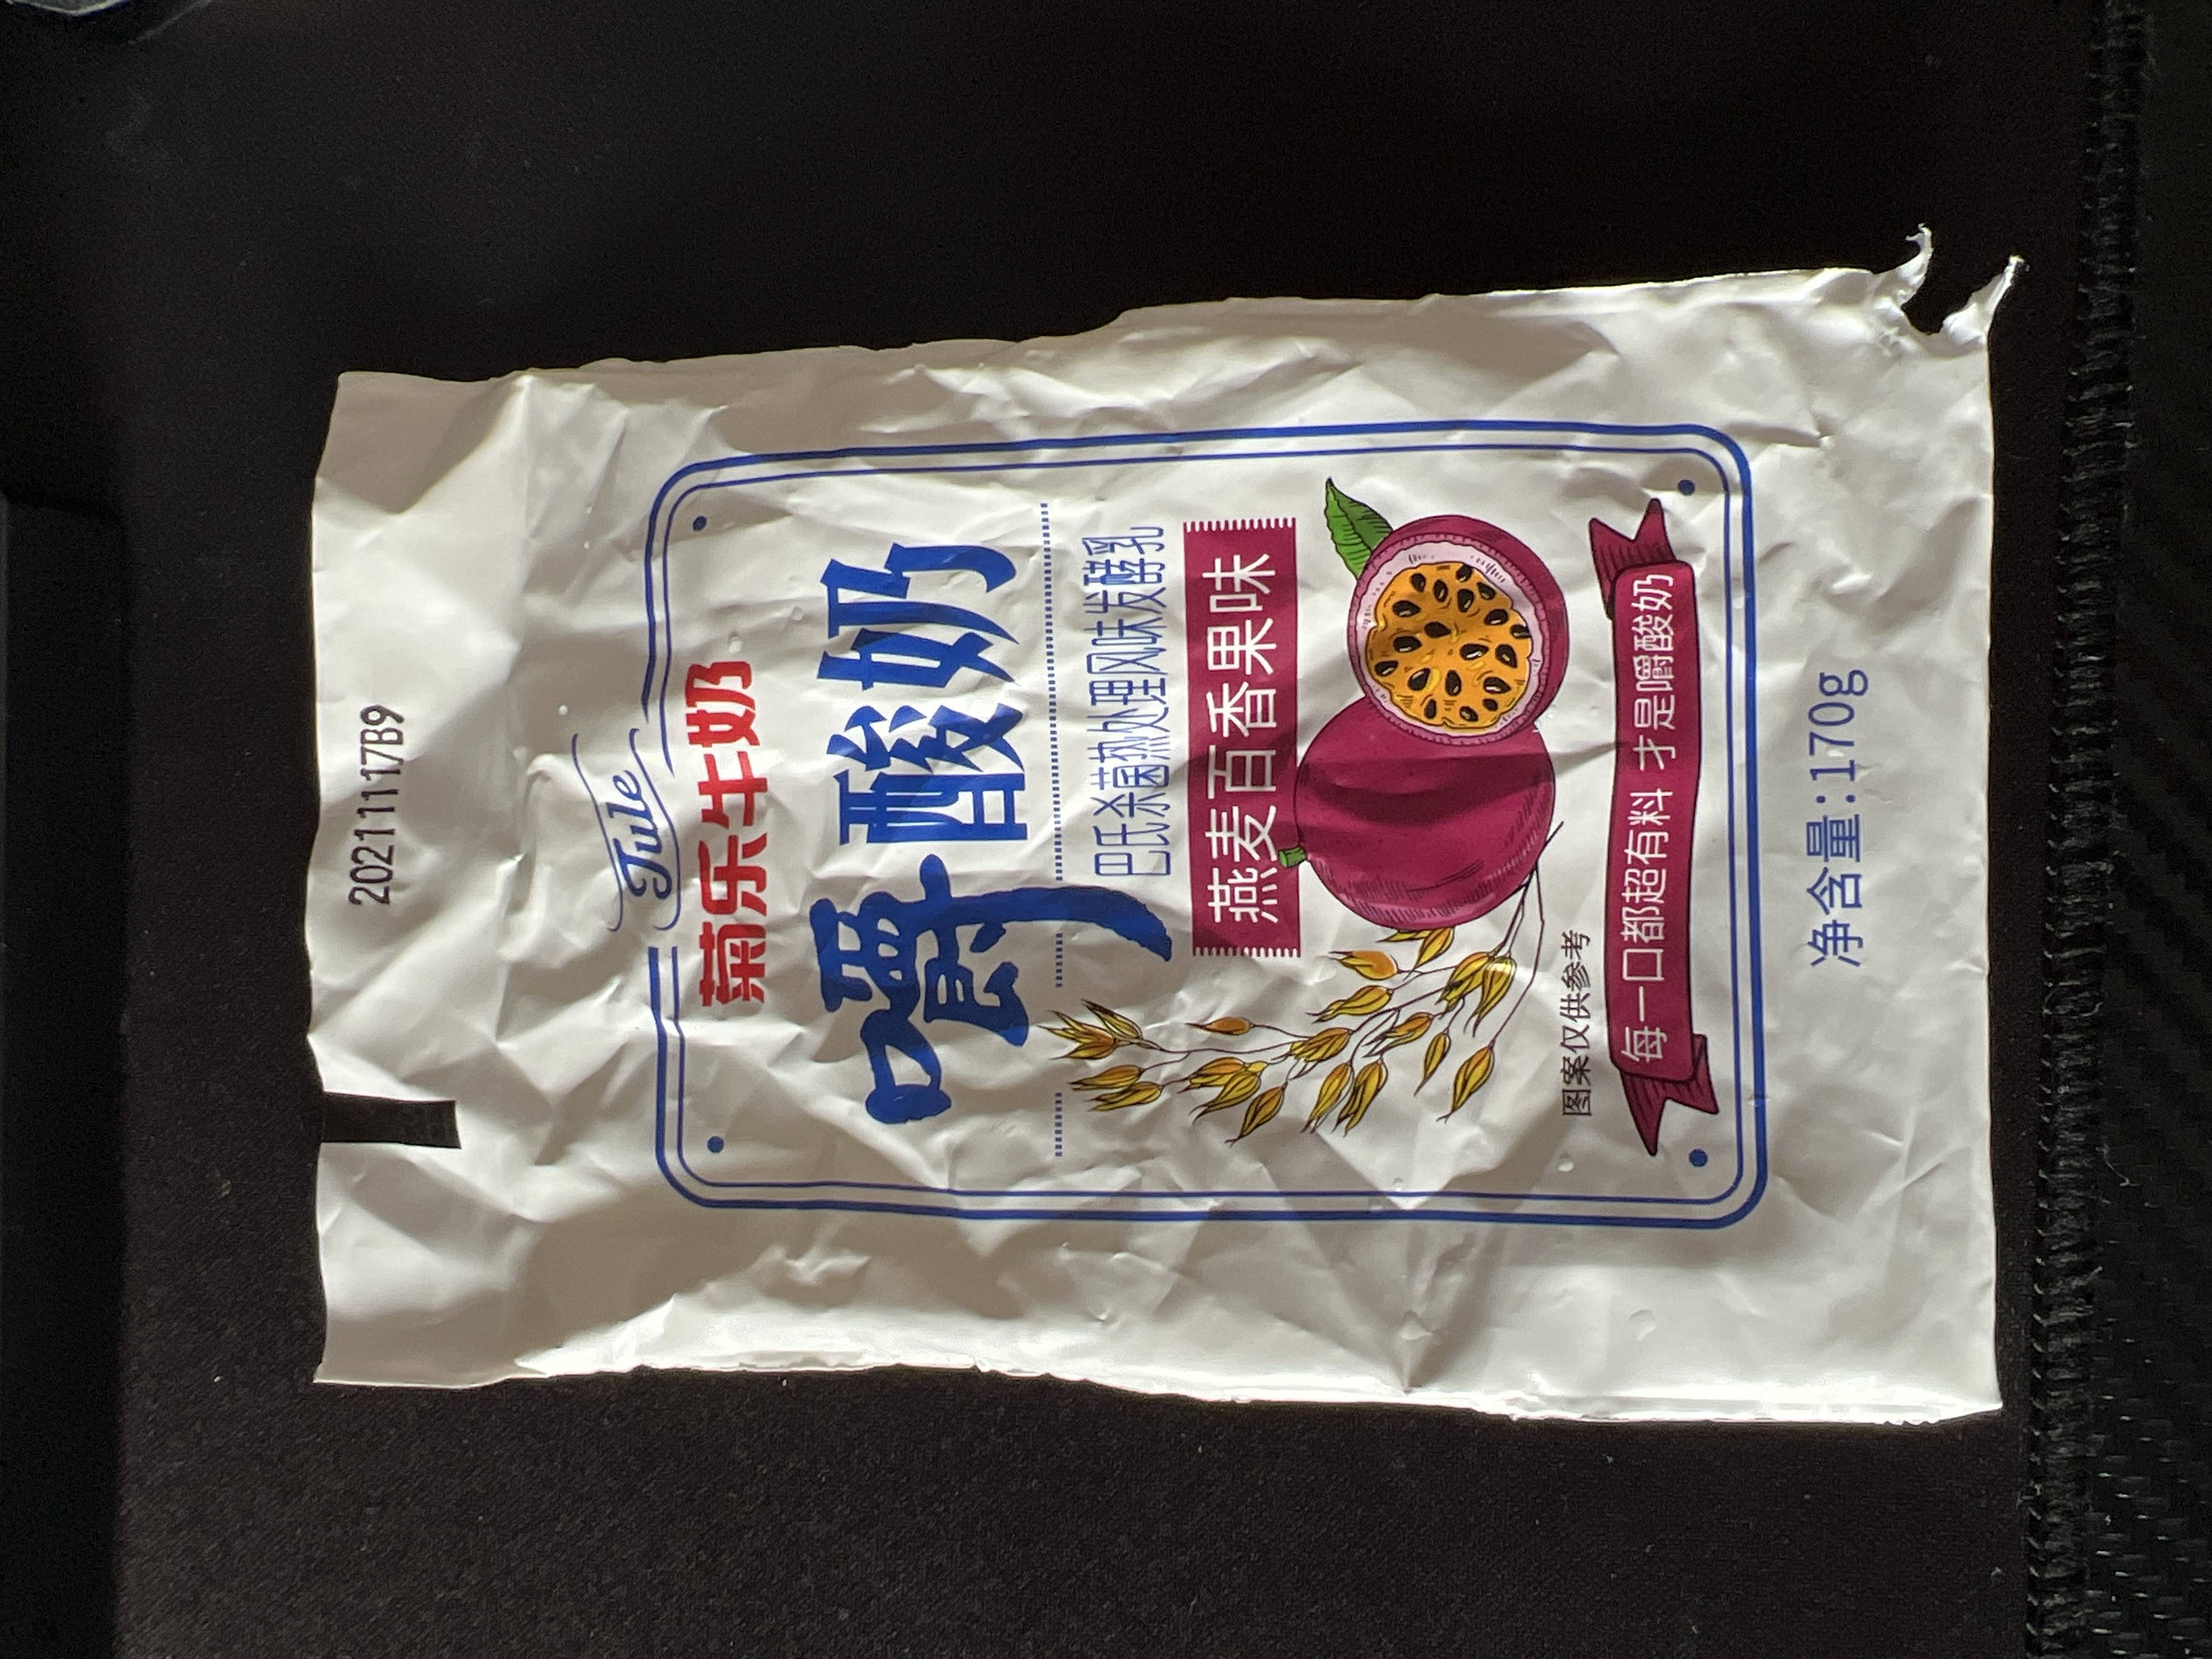 20211117B9
Jule
菊乐牛奶
嚼酸奶
巴氏杀菌热处理风味发酵乳
燕麦百香果味
图案仅供参考
每一口都超有料 才是嚼酸奶
净含量:170g